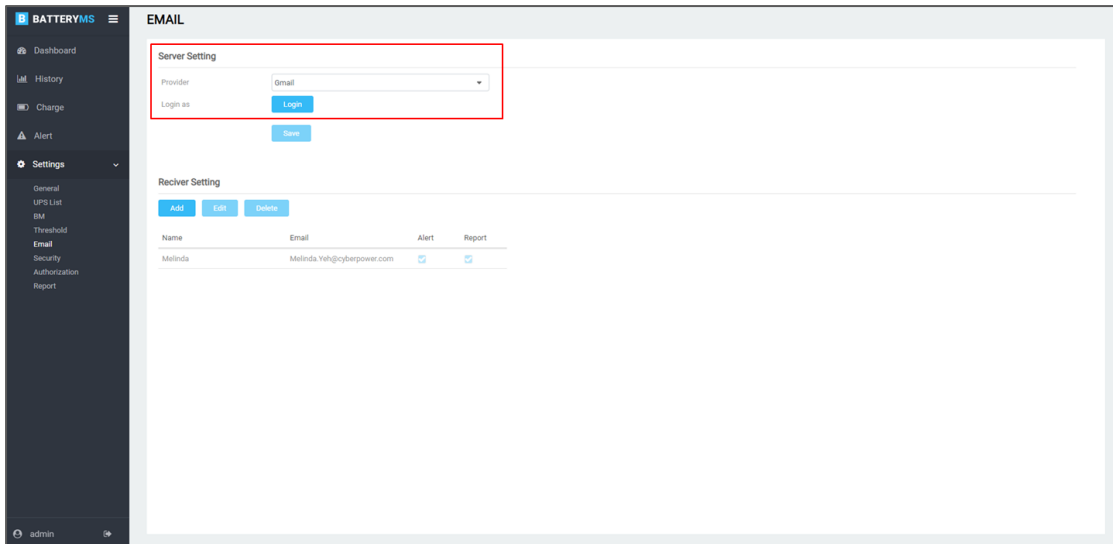 B BATTERYMS
EMAIL
Dashboard
History
Charge
Alert
Settings
General
UPS List
BM
Threshold
Email
Security
Authorization
Report
admin
Server Setting
Provider Gmail
Login as Login
Save
Reciver Setting
Add Edit Delete
Name Email Alert Report
Melinda Melinda.Yeh@cyberpower.com